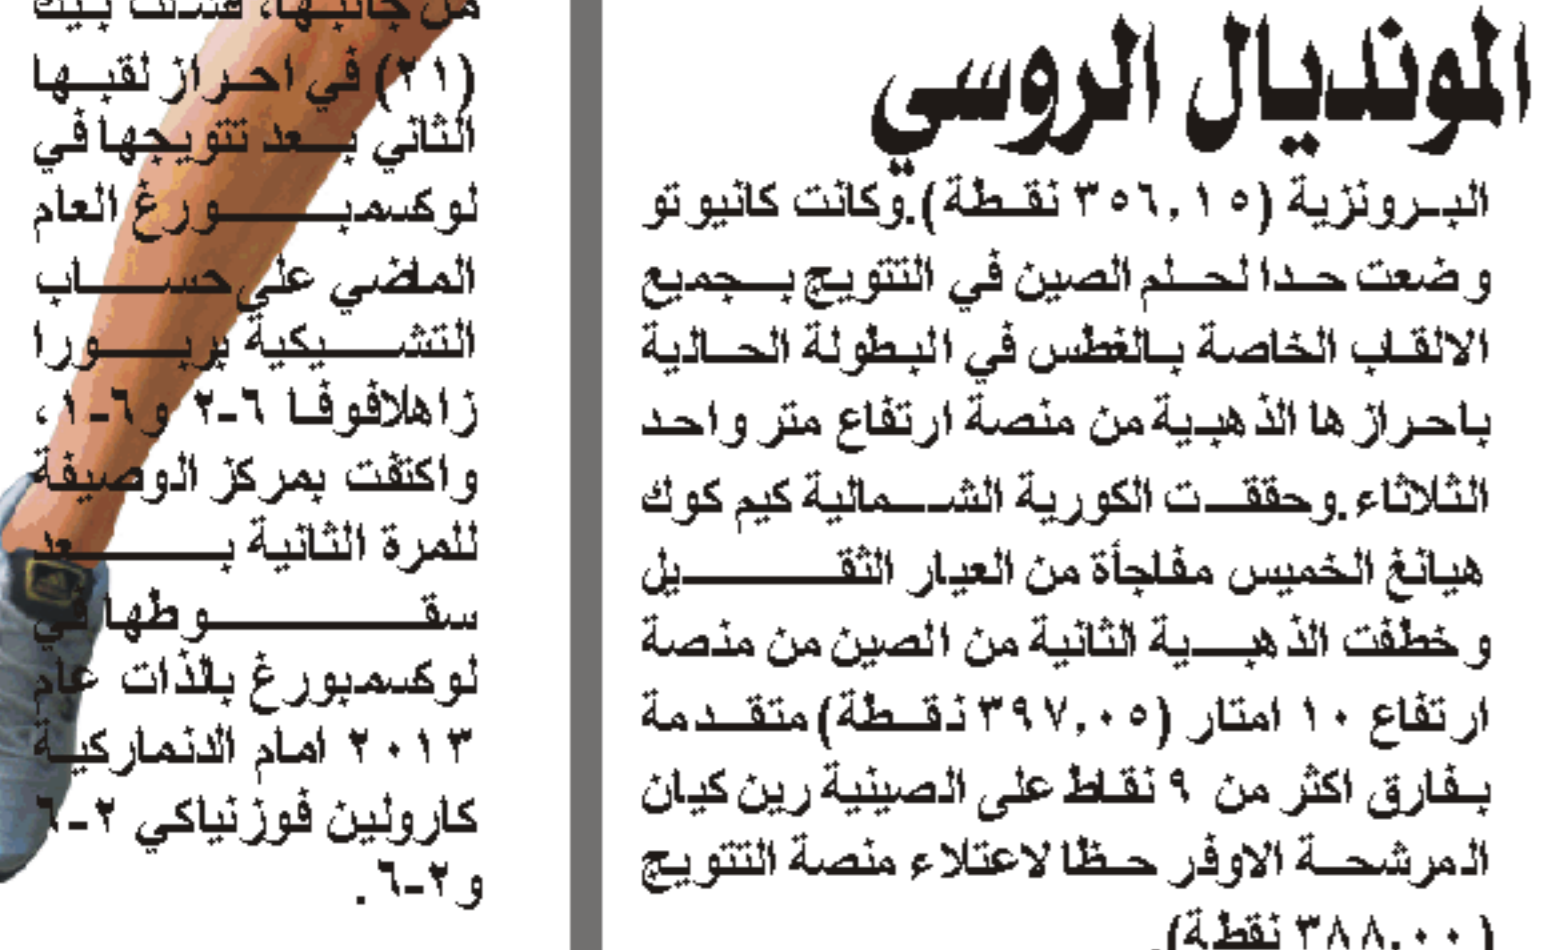 المونديال الروسي
البرونزية (٣٥٦,١٥ نقطة).وكانت كانيوتو
وضعت حدا لحلم الصين في التتويج بجميع
الالقاب الخاصة بالغطس في البطولة الحالية
باحرازها الذهبية من منصة ارتفاع متر واحد
الثلاثاء.وحققت الكورية الشمالية كيم كوك
هيانغ الخميس مفاجأة من العيار الثقيل
وخطفت الذهبية الثانية من الصين من منصة
ارتفاع ١٠ امتار (٣٩٧,٠٥ نقطة) متقدمة
بفارق اكثر من ٩ نقاط على الصينية رين كيان
المرشحة الاوفر حظا لاعتلاء منصة التتويج
(٣٨٨,٠٠ نقطة).
من جانبها،
(٢١) في احراز لقبها
الثاني بعد تتويجها في
لوكسمبورغ العام
الماضي على حساب
التشيكية بربورا
زاهلافوفا ٦-٢ و٦-١،
واكتفت بمركز الوصيفة
للمرة الثانية بعد
سقوطها في
لوكسمبورغ بالذات عام
٢٠١٣ امام الدنماركية
كارولين فوزنياكي ٢-٦
و٢-٦.